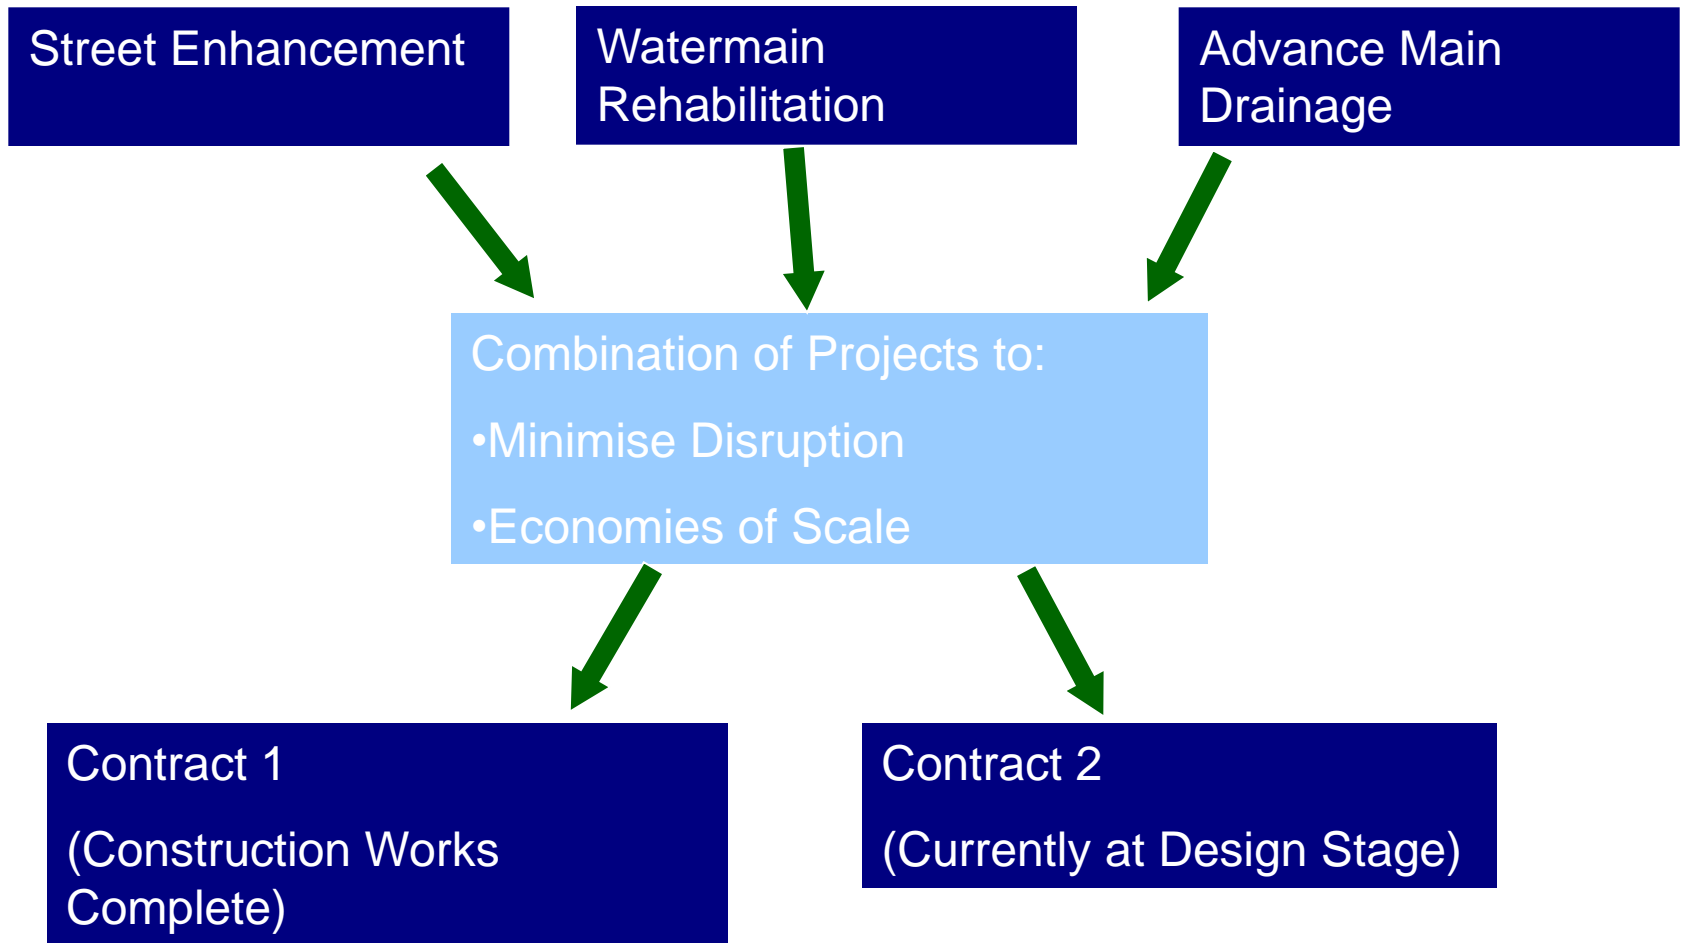 Street Enhancement
Watermain
Rehabilitation
Advance Main
Drainage
Combination of Projects to:
•Minimise Disruption
•Economies of Scale
Contract 1
(Construction Works
Complete)
Contract 2
(Currently at Design Stage)